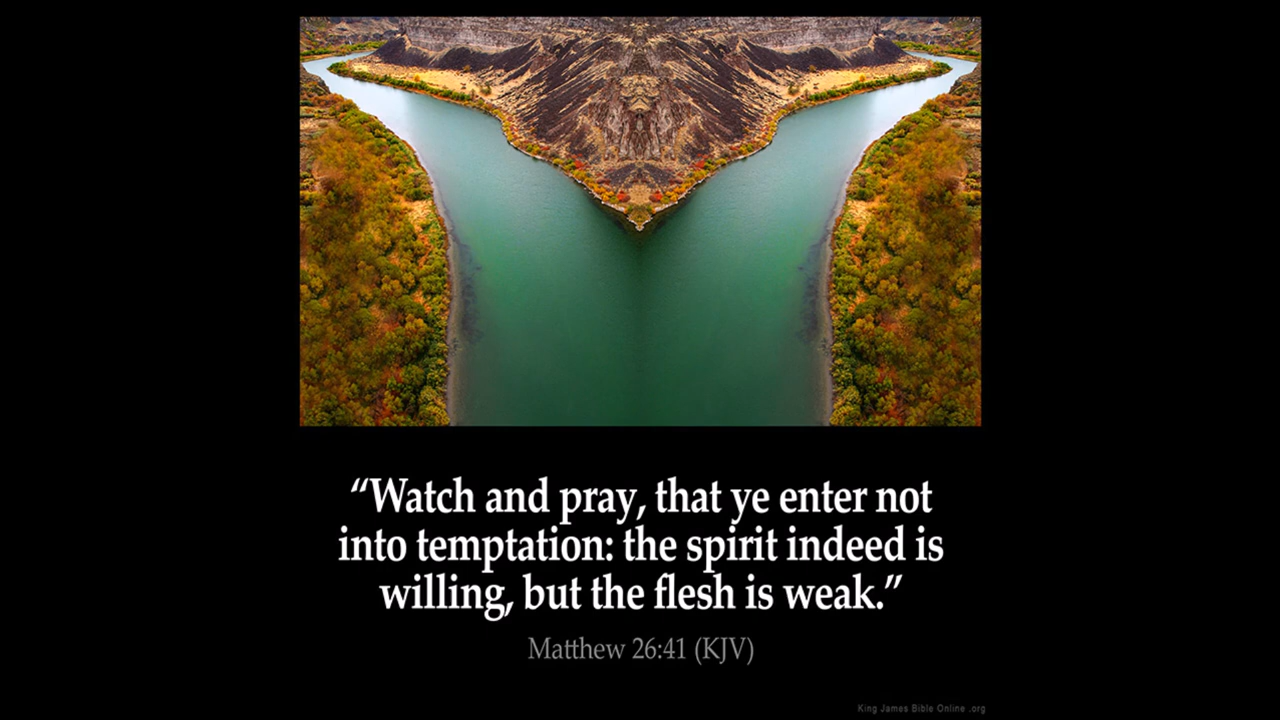 “Watch and pray, that ye enter not
into temptation: the spirit indeed is
willing, but the flesh is weak.”
Matthew 26:41 (KJV)
King James Bible Online .org